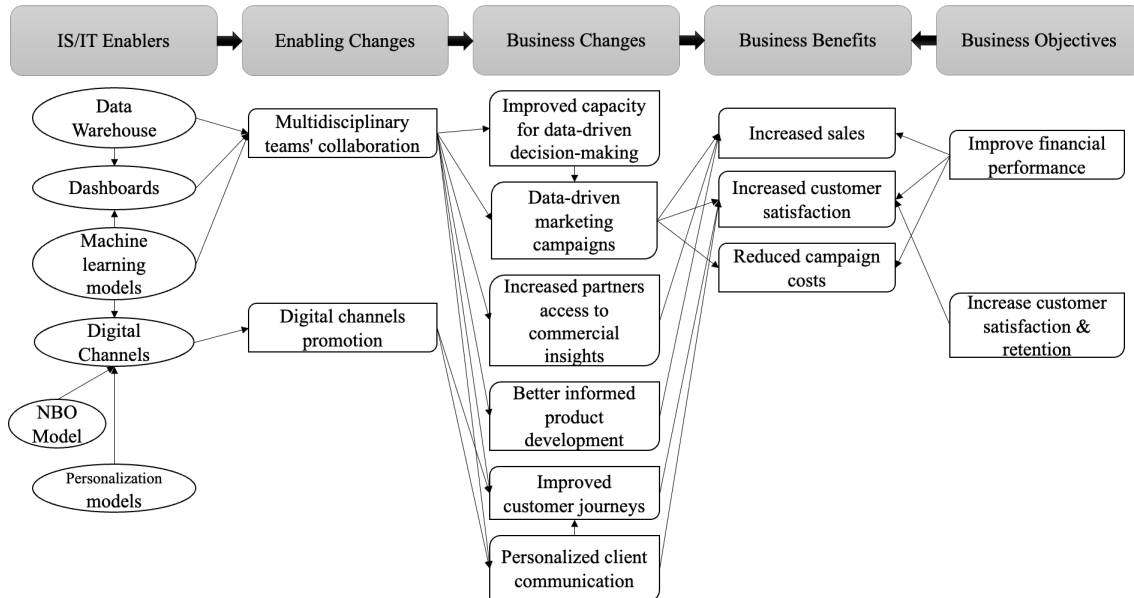 IS/IT Enablers
Enabling Changes
Business Changes
Business Benefits
Business Objectives
Data
Warehouse
Dashboards
Machine
learning
models
Digital
Channels
NBO
Model
Personalization
models
Multidisciplinary
teams' collaboration
Digital channels
promotion
Improved capacity
for data-driven
decision-making
Data-driven
marketing
campaigns
Increased partners
access to
commercial
insights
Better informed
product
development
Improved
customer journeys
Personalized client
communication
Increased sales
Increased customer
satisfaction
Reduced campaign
costs
Improve financial
performance
Increase customer
satisfaction &
retention